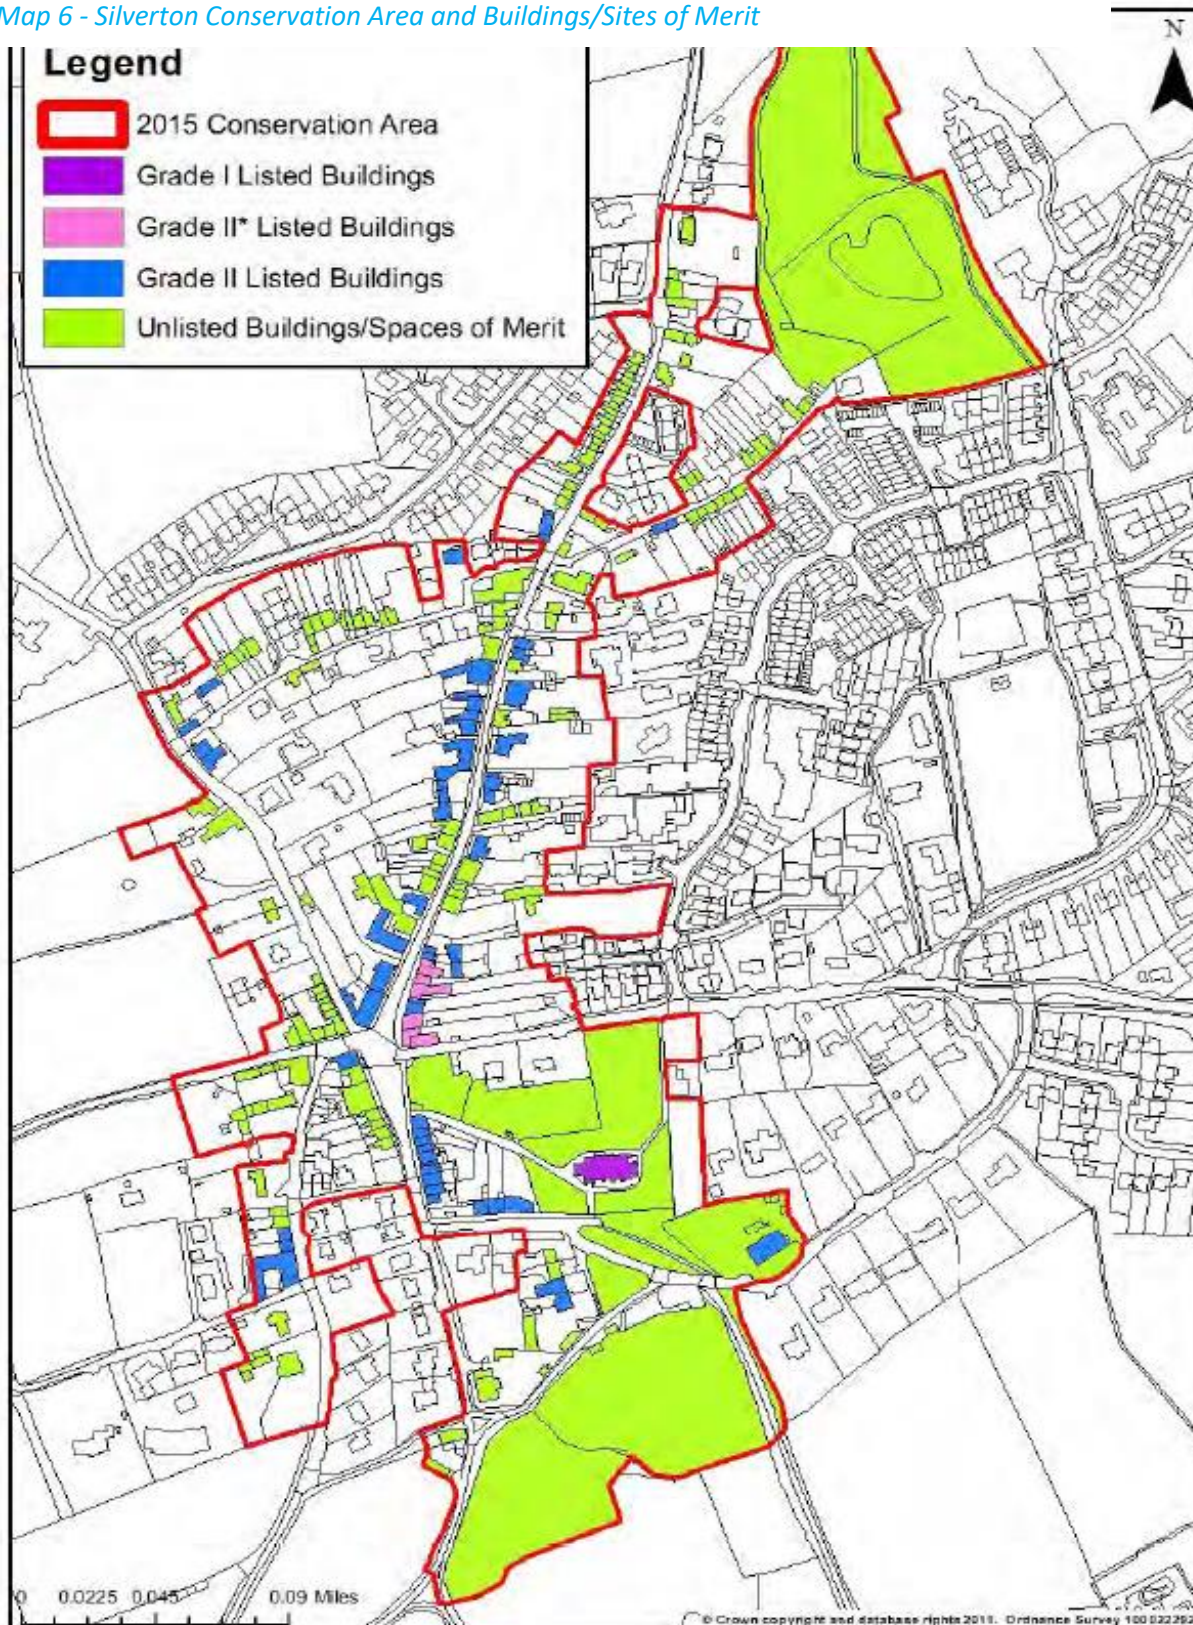 Map 6 - Silverton Conservation Area and Buildings/Sites of Merit
N
Legend
2015 Conservation Area
Grade I Listed Buildings
Grade II* Listed Buildings
Grade II Listed Buildings
Unlisted Buildings/Spaces of Merit
0 0.0225 0.045 0.09 Miles
© Crown copyright and database rights 2011. Ordnance Survey